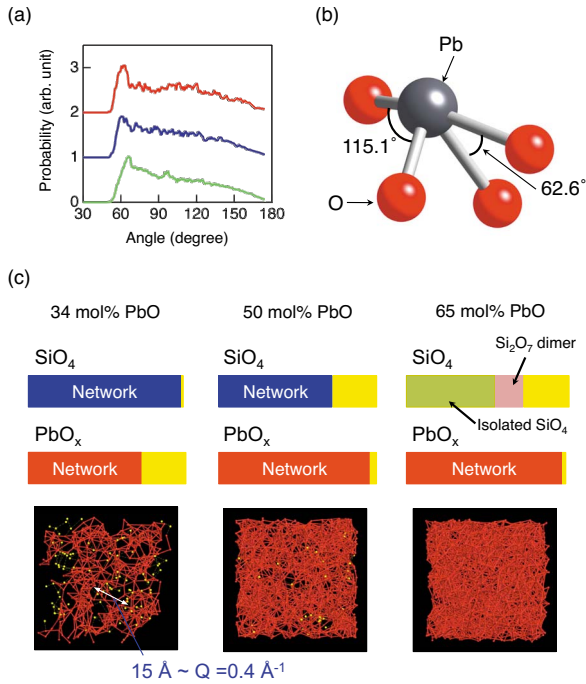 (a)
Probability (arb. unit)
3
2
1
0
30 60 90 120 150 180
Angle (degree)
(b)
Pb
115.1°
62.6°
O
(c)
34 mol% PbO
50 mol% PbO
65 mol% PbO
SiO₄
Network
SiO₄
Network
SiO₄
Si₂O₇ dimer
Isolated SiO₄
PbOₓ
Network
PbOₓ
Network
PbOₓ
Network
15 Å ~ Q =0.4 Å⁻¹